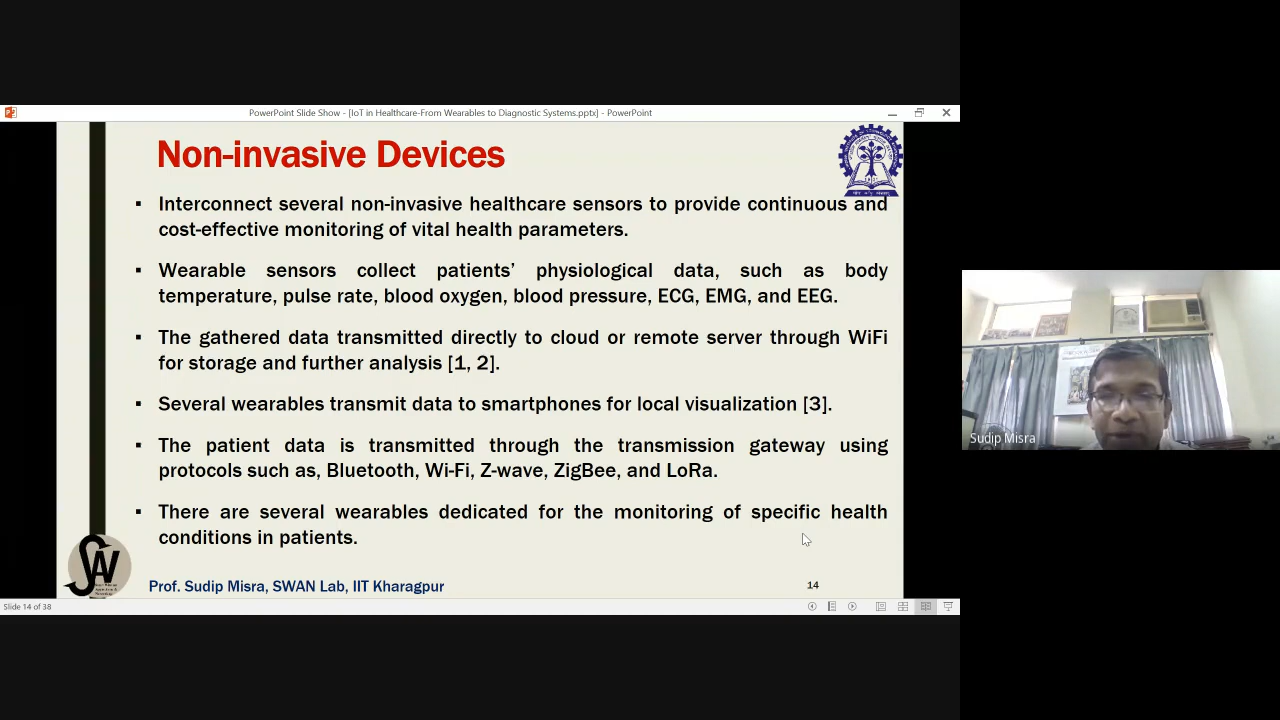 PowerPoint Slide Show - [IoT in Healthcare-From Wearables to Diagnostic Systems.pptx] - PowerPoint
Non-invasive Devices
▪ Interconnect several non-invasive healthcare sensors to provide continuous and
cost-effective monitoring of vital health parameters.
▪ Wearable sensors collect patients’ physiological data, such as body
temperature, pulse rate, blood oxygen, blood pressure, ECG, EMG, and EEG.
▪ The gathered data transmitted directly to cloud or remote server through WiFi
for storage and further analysis [1, 2].
▪ Several wearables transmit data to smartphones for local visualization [3].
▪ The patient data is transmitted through the transmission gateway using
protocols such as, Bluetooth, Wi-Fi, Z-wave, ZigBee, and LoRa.
▪ There are several wearables dedicated for the monitoring of specific health
conditions in patients.
Prof. Sudip Misra, SWAN Lab, IIT Kharagpur
14
Slide 14 of 38
Sudip Misra